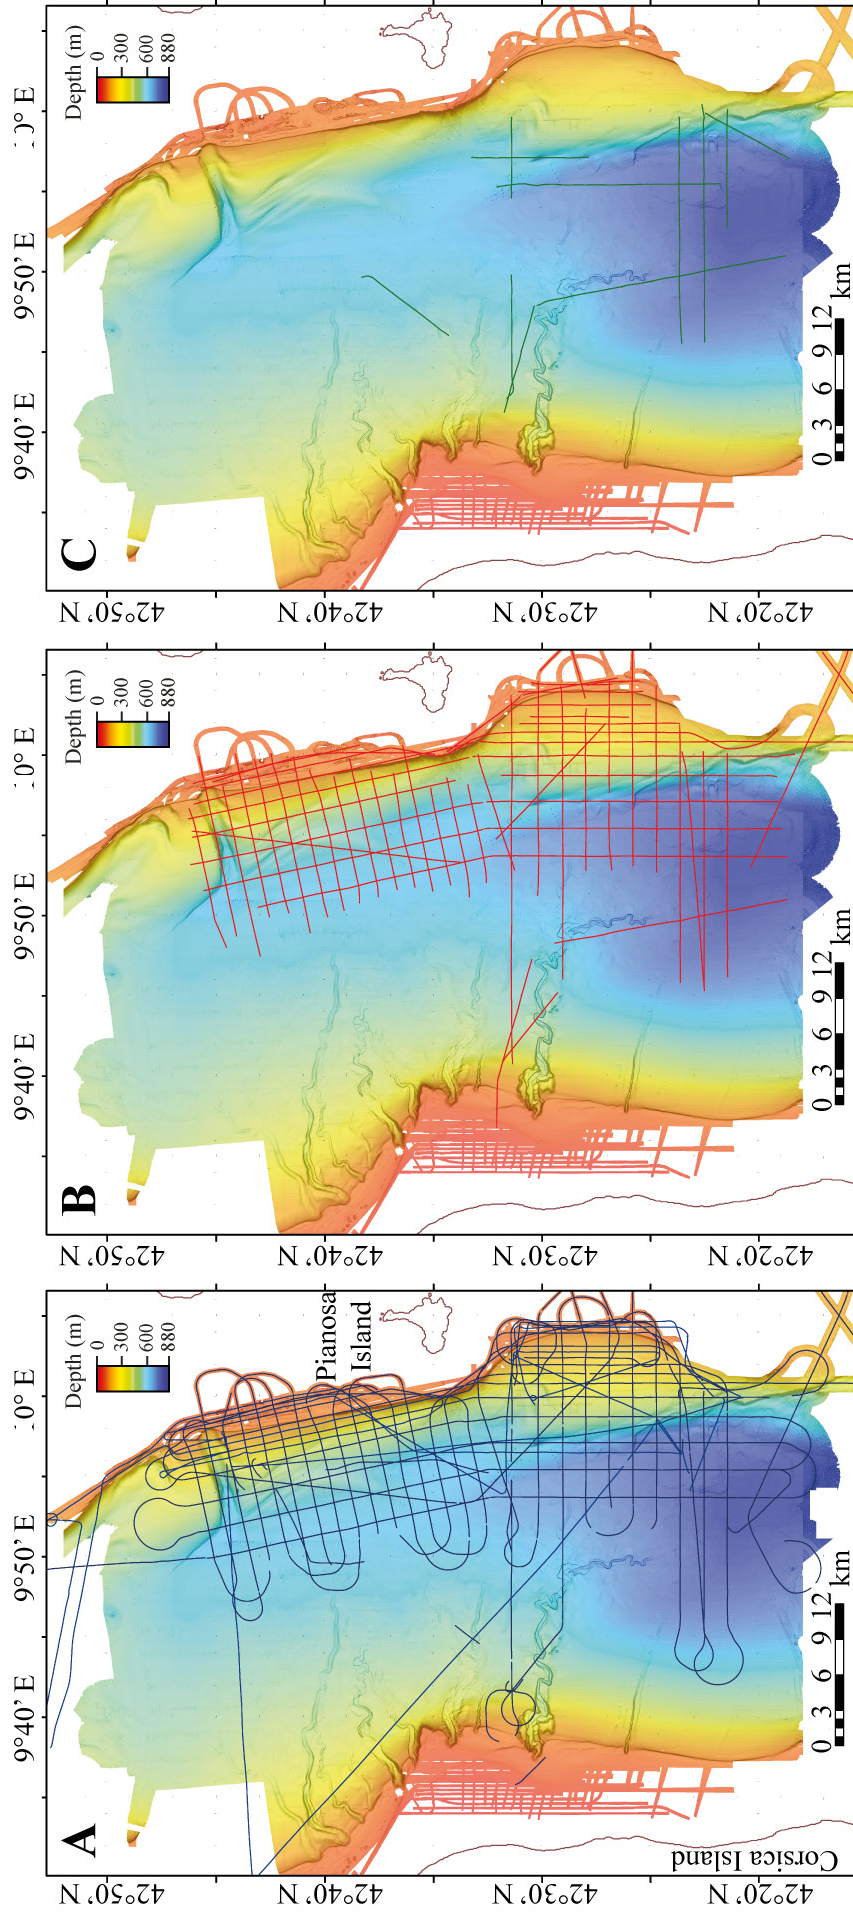 A
9°40' E
9°50' E
0° E
Depth (m)
0
300
600
880
42°50' N
42°40' N
42°30' N
42°20' N
Pianosa
Island
Corsica Island
0 3 6 9 12
km
B
9°40' E
9°50' E
0° E
Depth (m)
0
300
600
880
42°50' N
42°40' N
42°30' N
42°20' N
0 3 6 9 12
km
C
9°40' E
9°50' E
0° E
Depth (m)
0
300
600
880
42°50' N
42°40' N
42°30' N
42°20' N
0 3 6 9 12
km